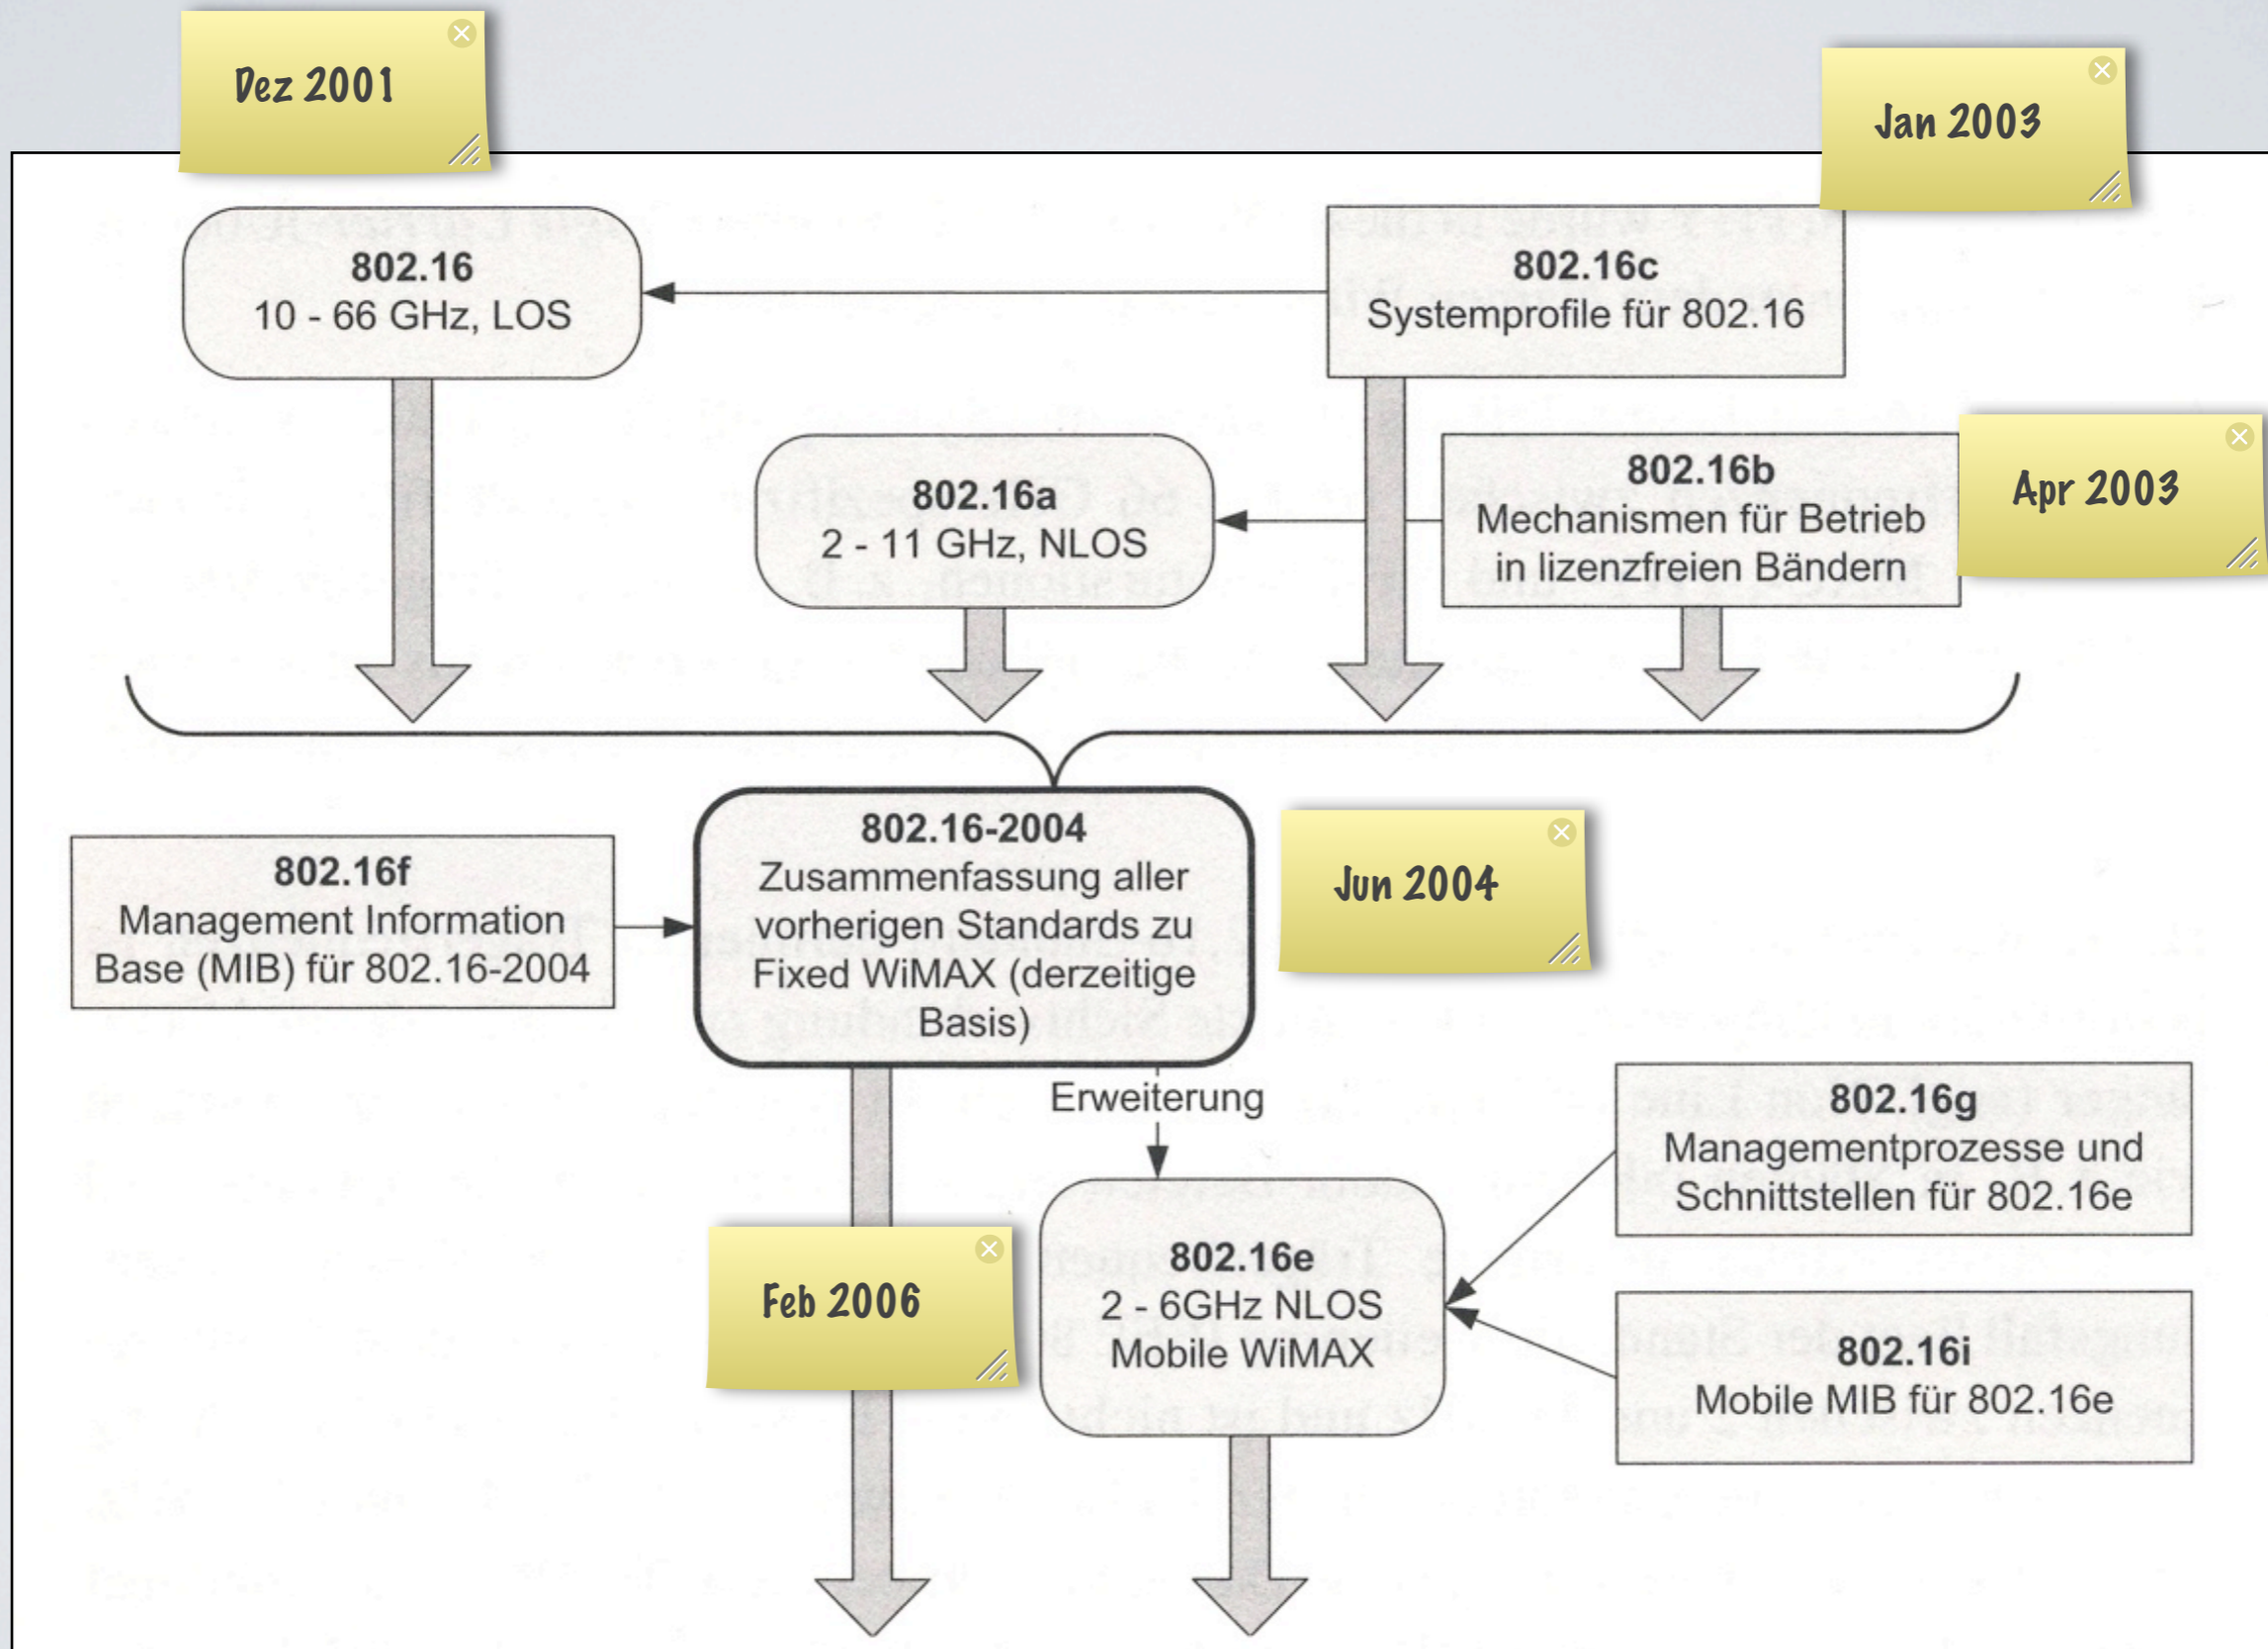 Dez 2001
Jan 2003
802.16
10 - 66 GHz, LOS
802.16c
Systemprofile für 802.16
802.16a
2 - 11 GHz, NLOS
802.16b
Mechanismen für Betrieb
in lizenzfreien Bändern
Apr 2003
802.16f
Management Information
Base (MIB) für 802.16-2004
802.16-2004
Zusammenfassung aller
vorherigen Standards zu
Fixed WiMAX (derzeitige
Basis)
Jun 2004
Erweiterung
802.16g
Managementprozesse und
Schnittstellen für 802.16e
Feb 2006
802.16e
2 - 6GHz NLOS
Mobile WiMAX
802.16i
Mobile MIB für 802.16e